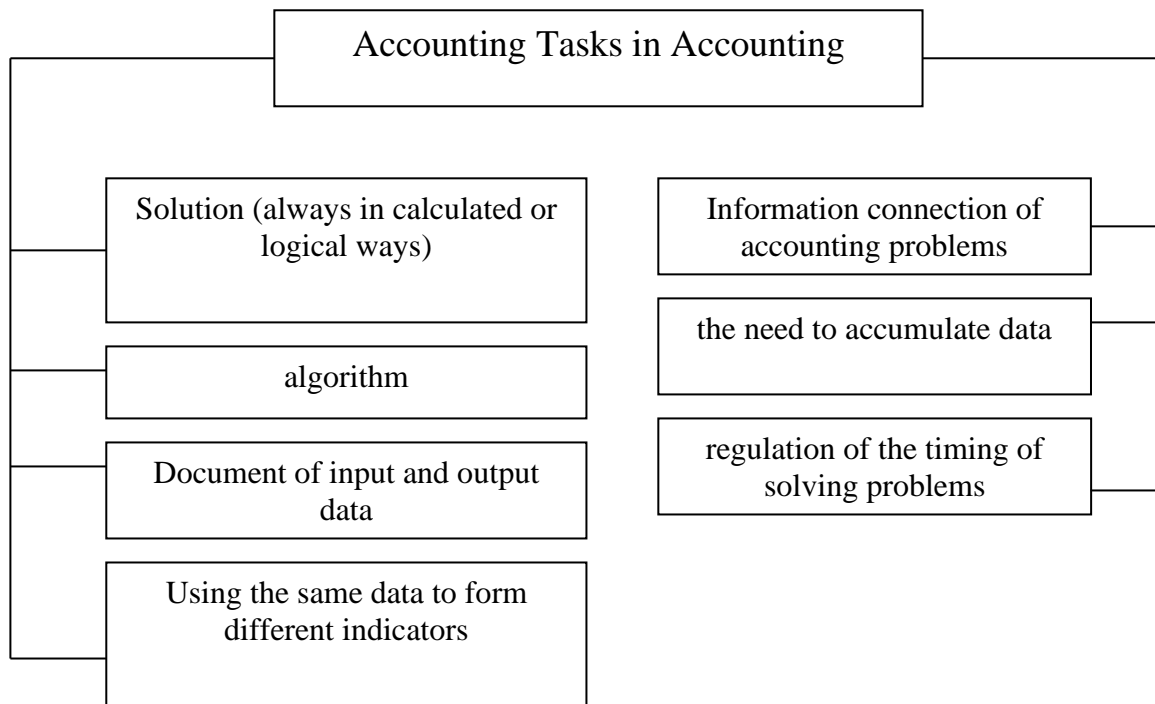 Accounting Tasks in Accounting
Solution (always in calculated or
logical ways)
algorithm
Document of input and output
data
Using the same data to form
different indicators
Information connection of
accounting problems
the need to accumulate data
regulation of the timing of
solving problems